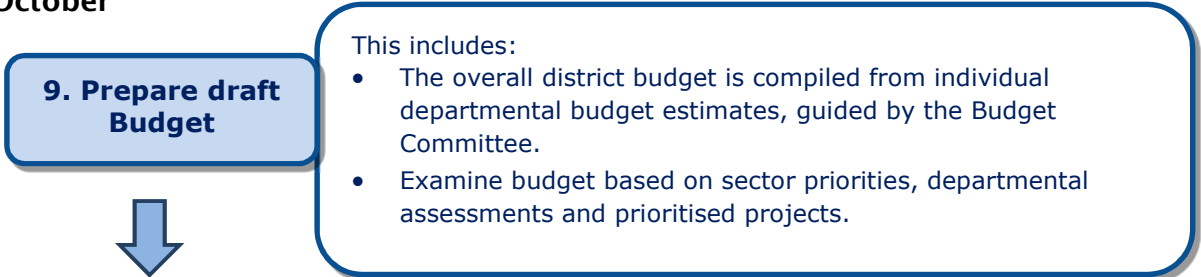 October
9. Prepare draft
Budget
This includes:
• The overall district budget is compiled from individual
departmental budget estimates, guided by the Budget
Committee.
• Examine budget based on sector priorities, departmental
assessments and prioritised projects.